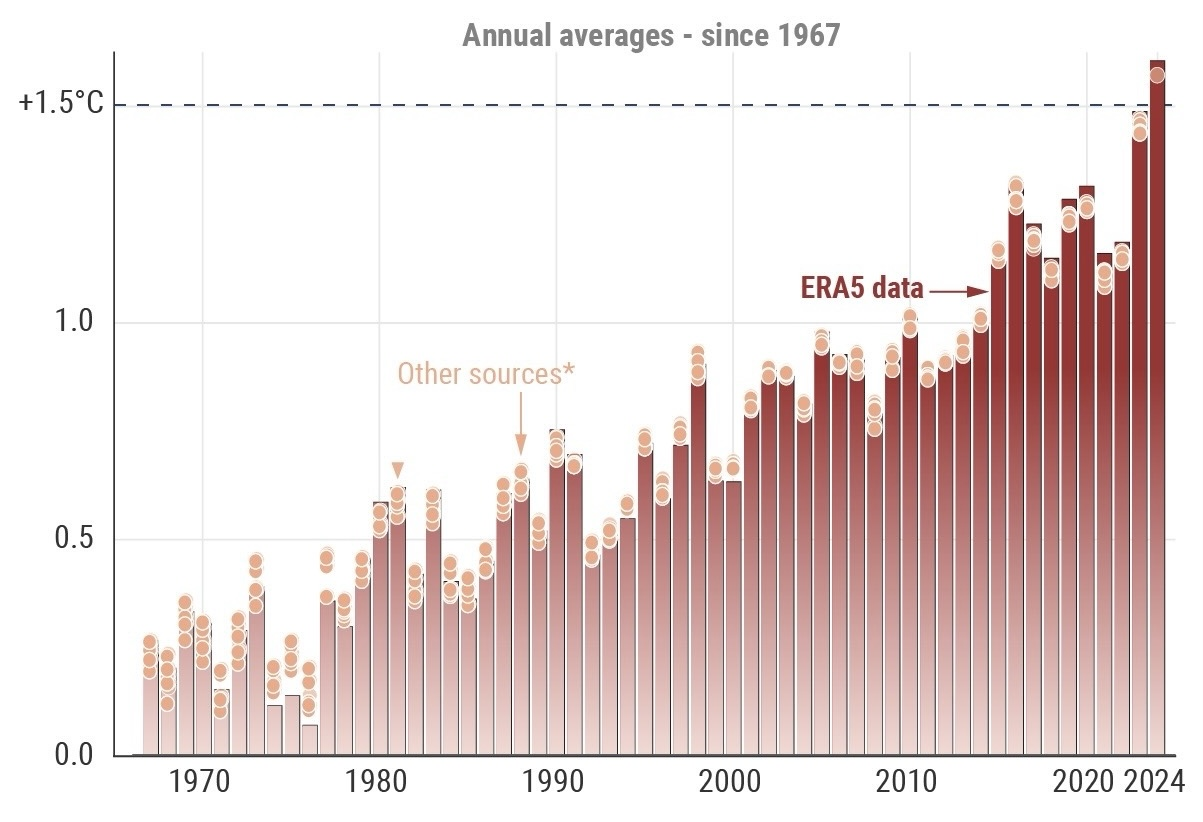 Annual averages - since 1967
+1.5°C
ERA5 data
1.0
Other sources*
0.5
0.0
1970 1980 1990 2000 2010 2020 2024